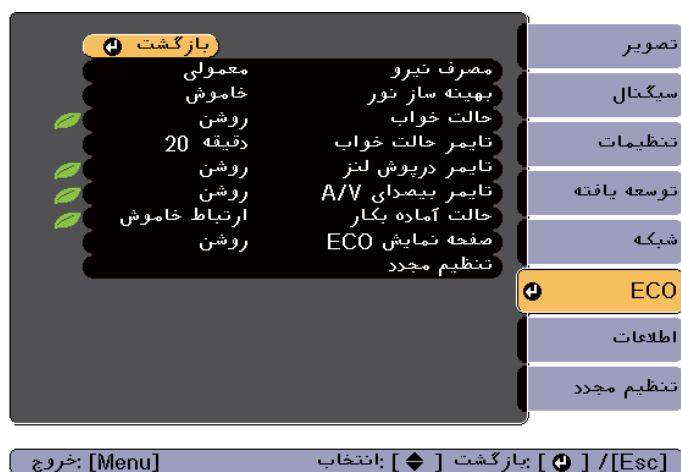 تصویر
سیگنال
تنظیمات
توسعه یافته
شبکه
ECO
اطلاعات
تنظیم مجدد
بازگشت
مصرف نیرو معمولی
بهینه ساز نور خاموش
حالت خواب روشن
تایمر حالت خواب 20 دقیقه
تایمر درپوش لنز روشن
تایمر بیصدای A/V روشن
حالت آماده بکار ارتباط خاموش
صفحه نمایش ECO روشن
تنظیم مجدد
[Esc]/ [ ] :بازگشت [ ] :انتخاب [Menu] :خروج